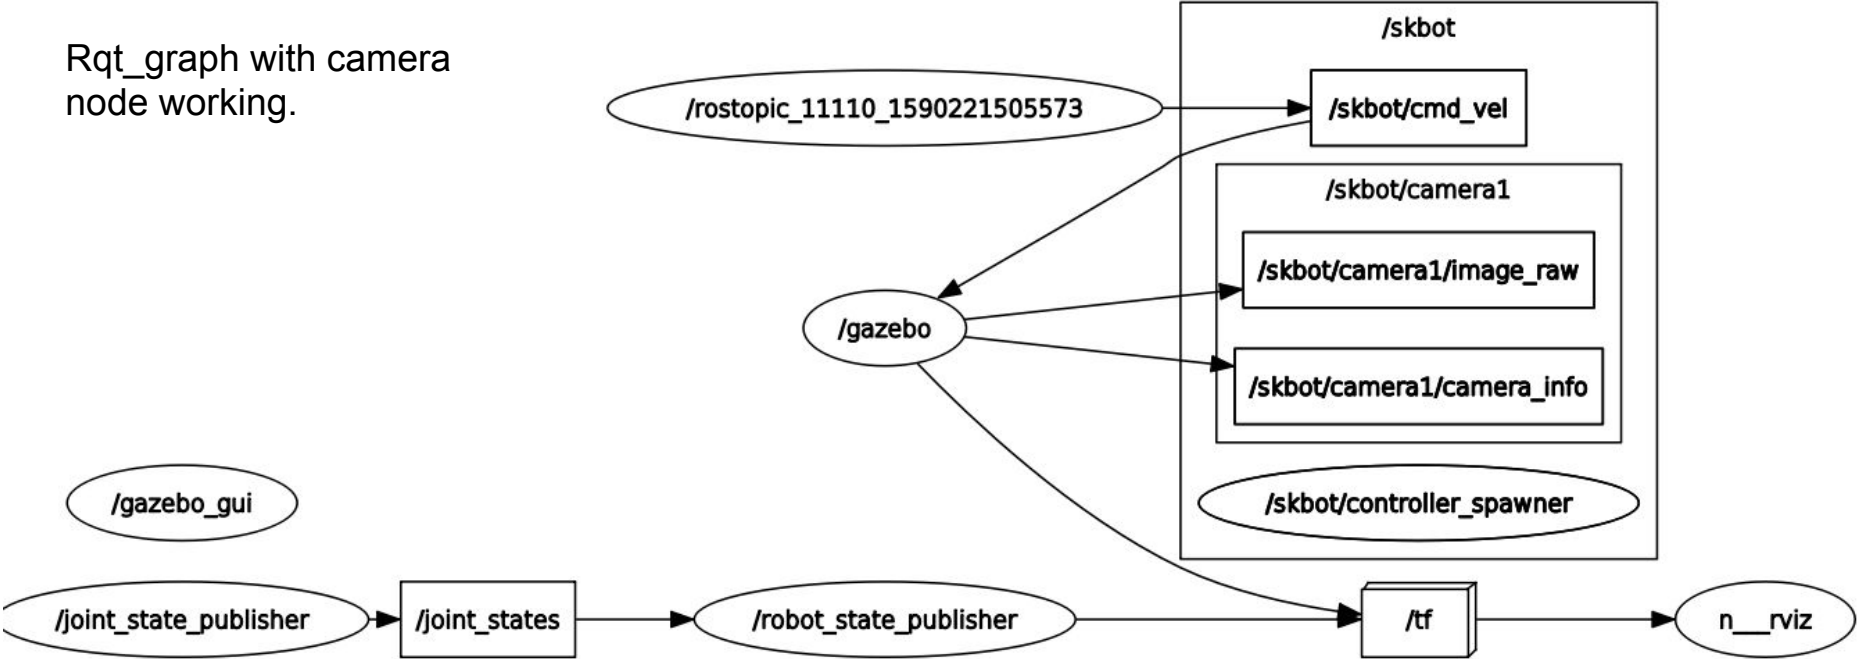 Rqt_graph with camera
node working.
/skbot
/rostopic_11110_1590221505573
/skbot/cmd_vel
/skbot/camera1
/skbot/camera1/image_raw
/gazebo
/skbot/camera1/camera_info
/gazebo_gui
/skbot/controller_spawner
/joint_state_publisher
/joint_states
/robot_state_publisher
/tf
n___rviz